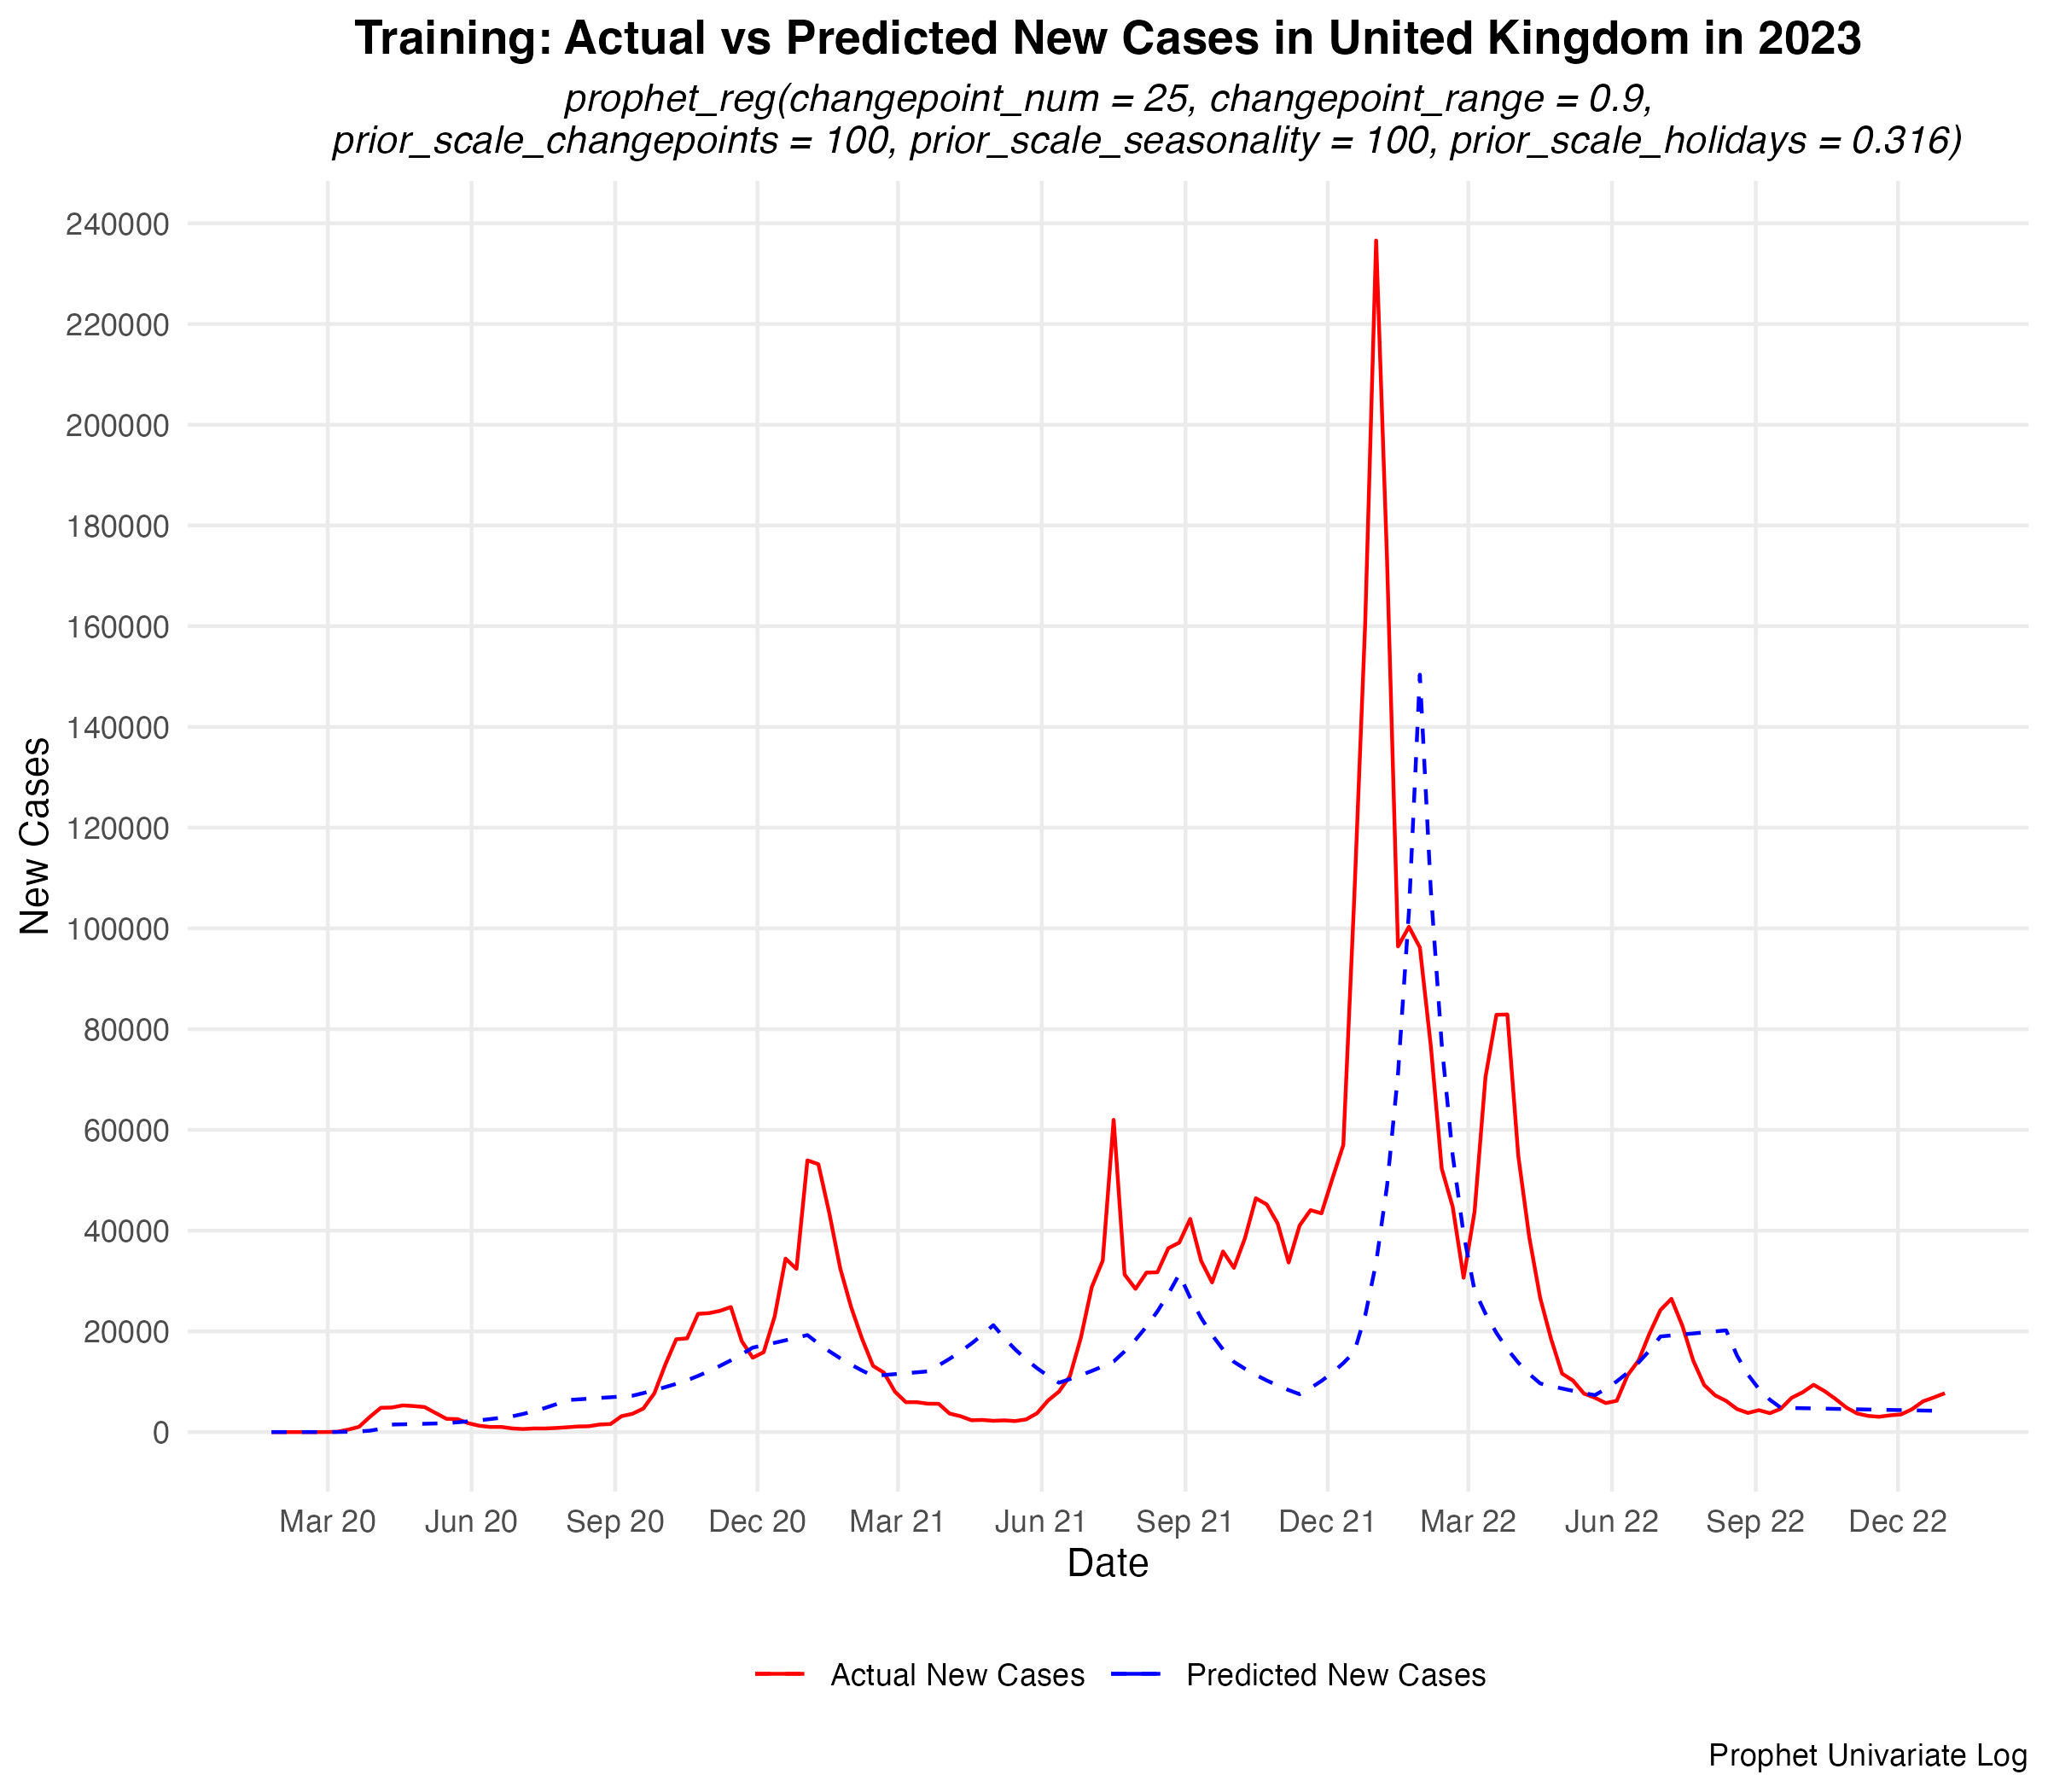 Training: Actual vs Predicted New Cases in United Kingdom in 2023
prophet_reg(changepoint_num = 25, changepoint_range = 0.9,
prior_scale_changepoints = 100, prior_scale_seasonality = 100, prior_scale_holidays = 0.316)
240000
220000
200000
180000
160000
140000
120000
100000
80000
60000
40000
20000
0
New Cases
Mar 20 Jun 20 Sep 20 Dec 20 Mar 21 Jun 21 Sep 21 Dec 21 Mar 22 Jun 22 Sep 22 Dec 22
Date
Actual New Cases Predicted New Cases
Prophet Univariate Log